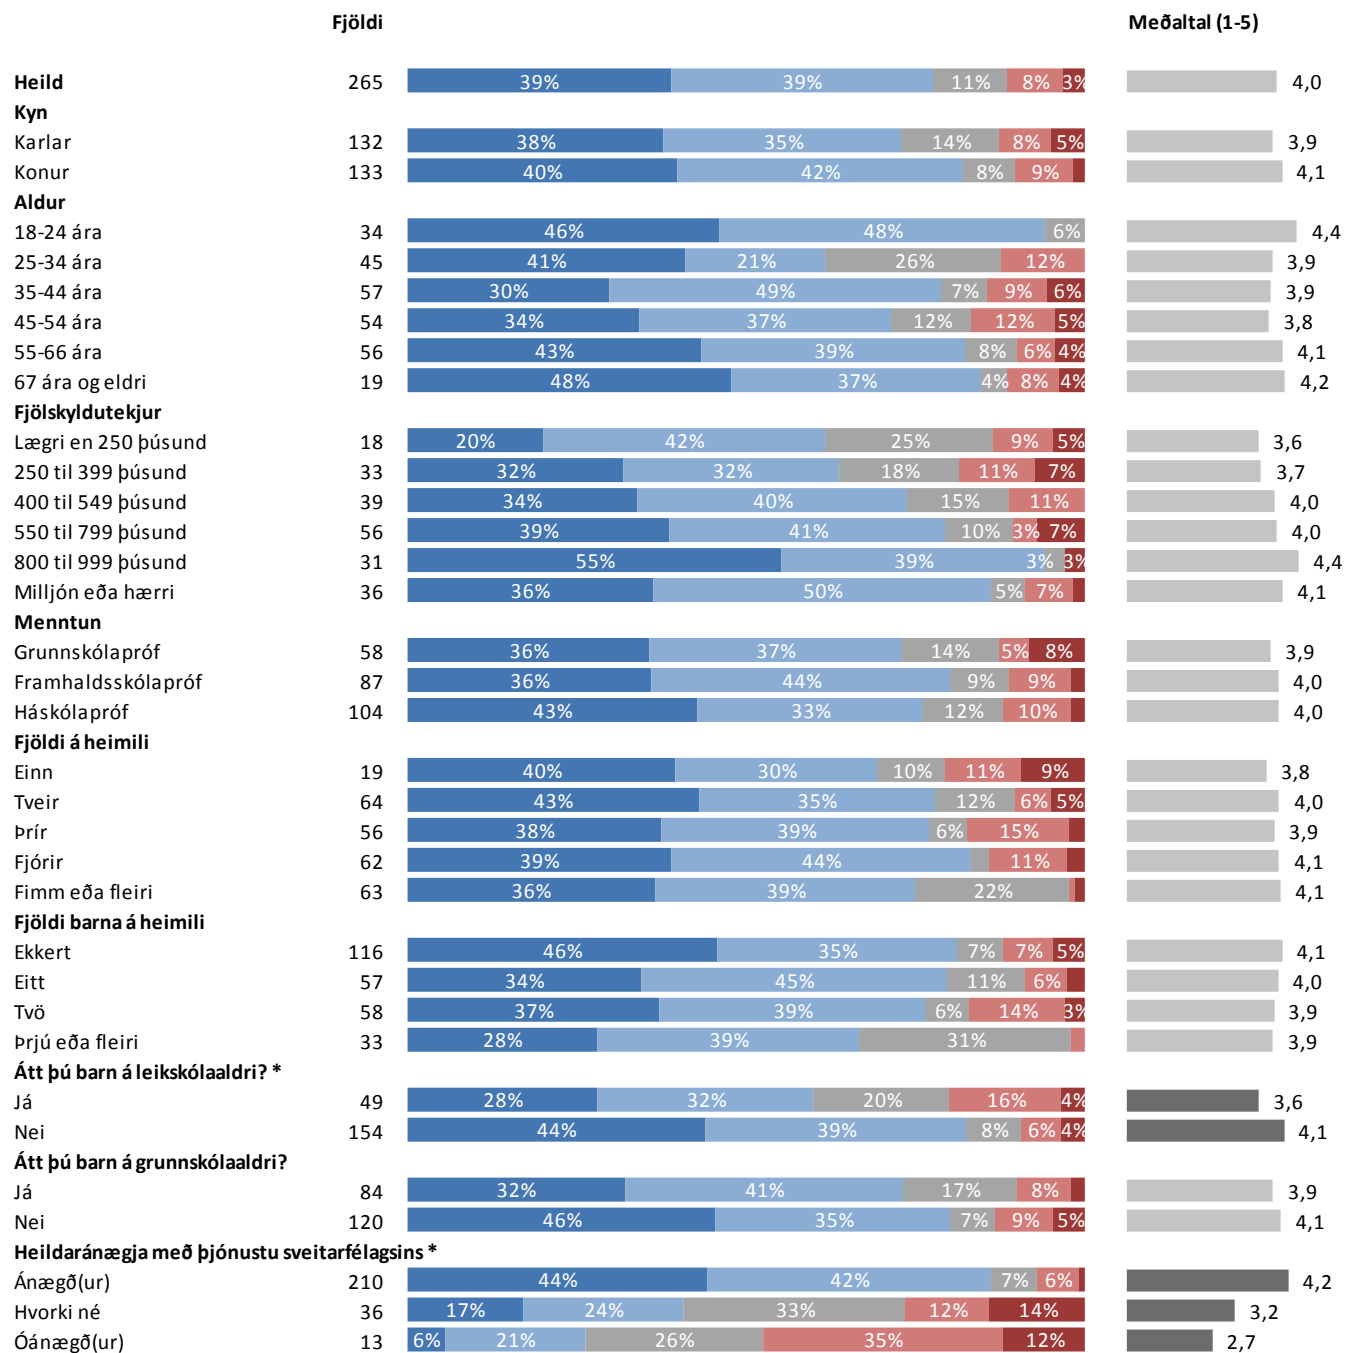 Fjöldi Meðaltal (1-5)
Heild 265 39% 39% 11% 8% 3% 4,0
Kyn
Karlar 132 38% 35% 14% 8% 5% 3,9
Konur 133 40% 42% 8% 9% 4,1
Aldur
18-24 ára 34 46% 48% 6% 4,4
25-34 ára 45 41% 21% 26% 12% 3,9
35-44 ára 57 30% 49% 7% 9% 6% 3,9
45-54 ára 54 34% 37% 12% 12% 5% 3,8
55-66 ára 56 43% 39% 8% 6% 4% 4,1
67 ára og eldri 19 48% 37% 4% 8% 4% 4,2
Fjölskyldutekjur
Lægri en 250 þúsund 18 20% 42% 25% 9% 5% 3,6
250 til 399 þúsund 33 32% 32% 18% 11% 7% 3,7
400 til 549 þúsund 39 34% 40% 15% 11% 4,0
550 til 799 þúsund 56 39% 41% 10% 3% 7% 4,0
800 til 999 þúsund 31 55% 39% 3% 3% 4,4
Milljón eða hærri 36 36% 50% 5% 7% 4,1
Menntun
Grunnskólapróf 58 36% 37% 14% 5% 8% 3,9
Framhaldsskólapróf 87 36% 44% 9% 9% 4,0
Háskólapróf 104 43% 33% 12% 10% 4,0
Fjöldi á heimili
Einn 19 40% 30% 10% 11% 9% 3,8
Tveir 64 43% 35% 12% 6% 5% 4,0
Þrír 56 38% 39% 6% 15% 3,9
Fjórir 62 39% 44% 11% 4,1
Fimm eða fleiri 63 36% 39% 22% 4,1
Fjöldi barna á heimili
Ekkert 116 46% 35% 7% 7% 5% 4,1
Eitt 57 34% 45% 11% 6% 4,0
Tvö 58 37% 39% 6% 14% 3% 3,9
Þrjú eða fleiri 33 28% 39% 31% 3,9
Átt þú barn á leikskólaaldri? *
Já 49 28% 32% 20% 16% 4% 3,6
Nei 154 44% 39% 8% 6% 4% 4,1
Átt þú barn á grunnskólaaldri?
Já 84 32% 41% 17% 8% 3,9
Nei 120 46% 35% 7% 9% 5% 4,1
Heildaránægja með þjónustu sveitarfélagsins *
Ánægð(ur) 210 44% 42% 7% 6% 4,2
Hvorki né 36 17% 24% 33% 12% 14% 3,2
Óánægð(ur) 13 6% 21% 26% 35% 12% 2,7